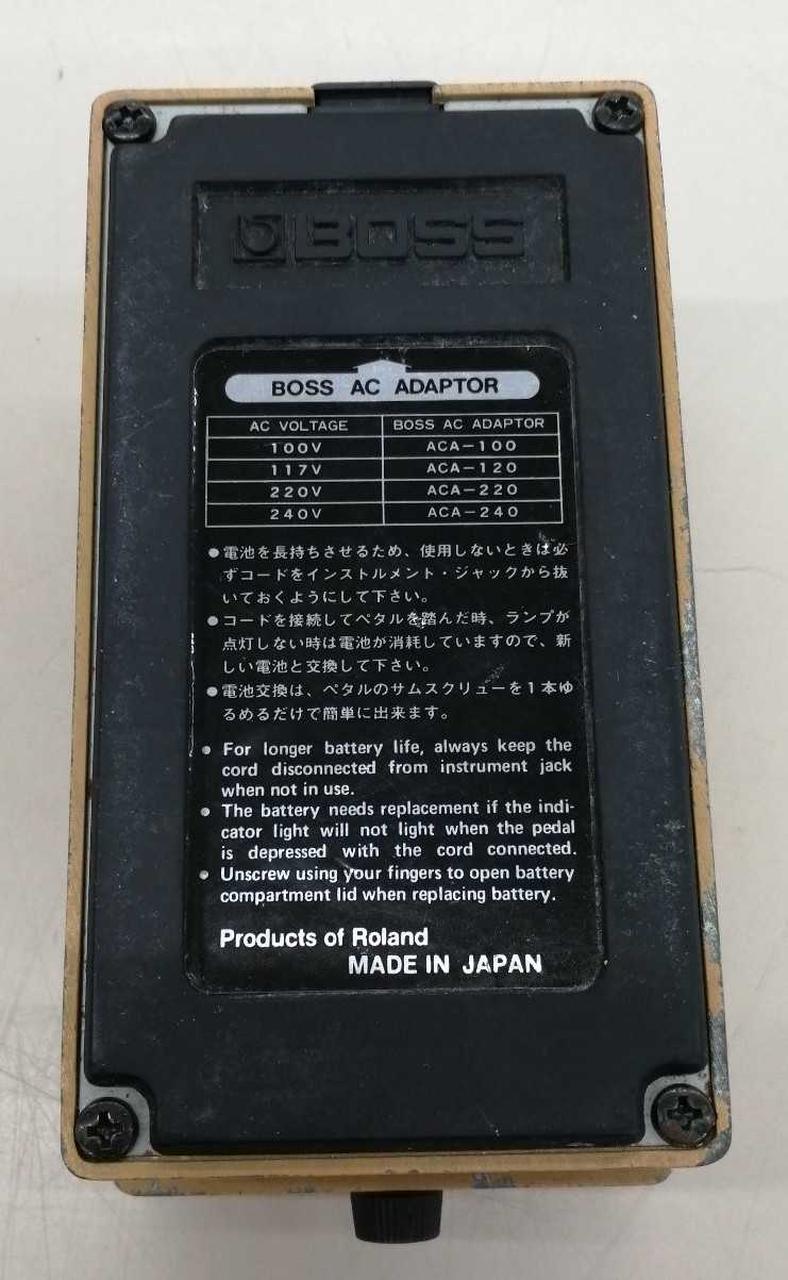 BOSS
BOSS AC ADAPTOR
AC VOLTAGE BOSS AC ADAPTOR
100V ACA-100
117V ACA-120
220V ACA-220
240V ACA-240
●電池を長持ちさせるため、使用しないときは必
ずコードをインストルメント・ジャックから抜
いておくようにして下さい。
●コードを接続してペタルを踏んだ時、ランプが
点灯しない時は電池が消耗していますので、新
しい電池と交換して下さい。
●電池交換は、ペタルのサムスクリューを1本ゆ
るめるだけで簡単に出来ます。
● For longer battery life, always keep the
cord disconnected from instrument jack
when not in use.
● The battery needs replacement if the indi-
cator light will not light when the pedal
is depressed with the cord connected.
● Unscrew using your fingers to open battery
compartment lid when replacing battery.
Products of Roland
MADE IN JAPAN